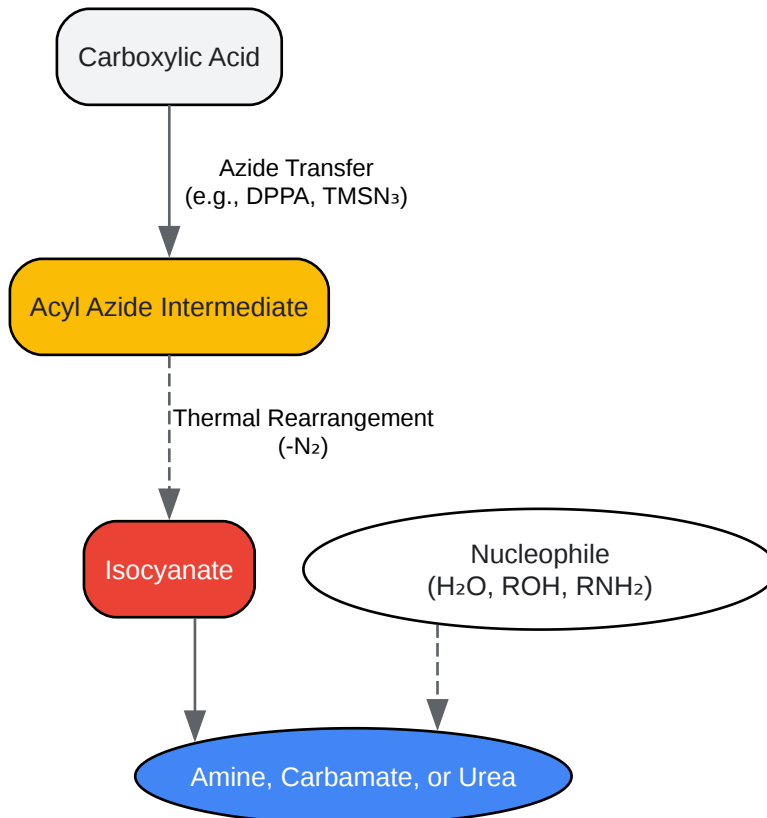 Carboxylic Acid
Azide Transfer
(e.g., DPPA, TMSN₃)
Acyl Azide Intermediate
Thermal Rearrangement
(-N₂)
Isocyanate
Nucleophile
(H₂O, ROH, RNH₂)
Amine, Carbamate, or Urea